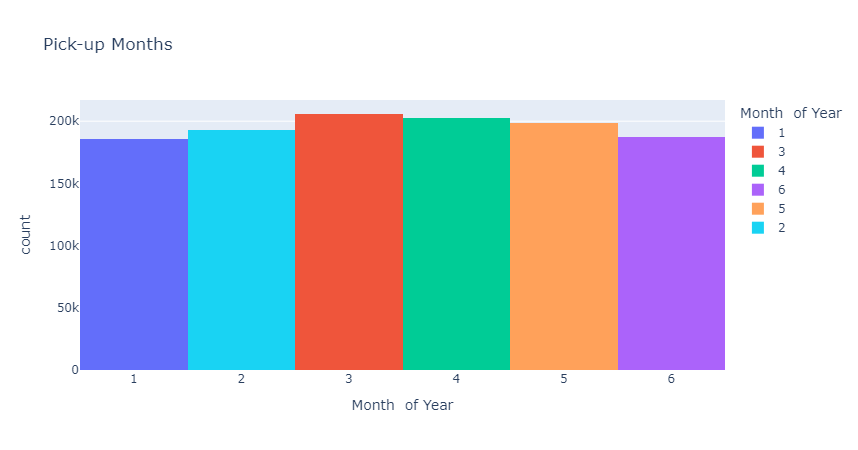 Pick-up Months
200k
150k
100k
50k
0
count
1 2 3 4 5 6
Month  of Year
Month  of Year
1
3
4
6
5
2